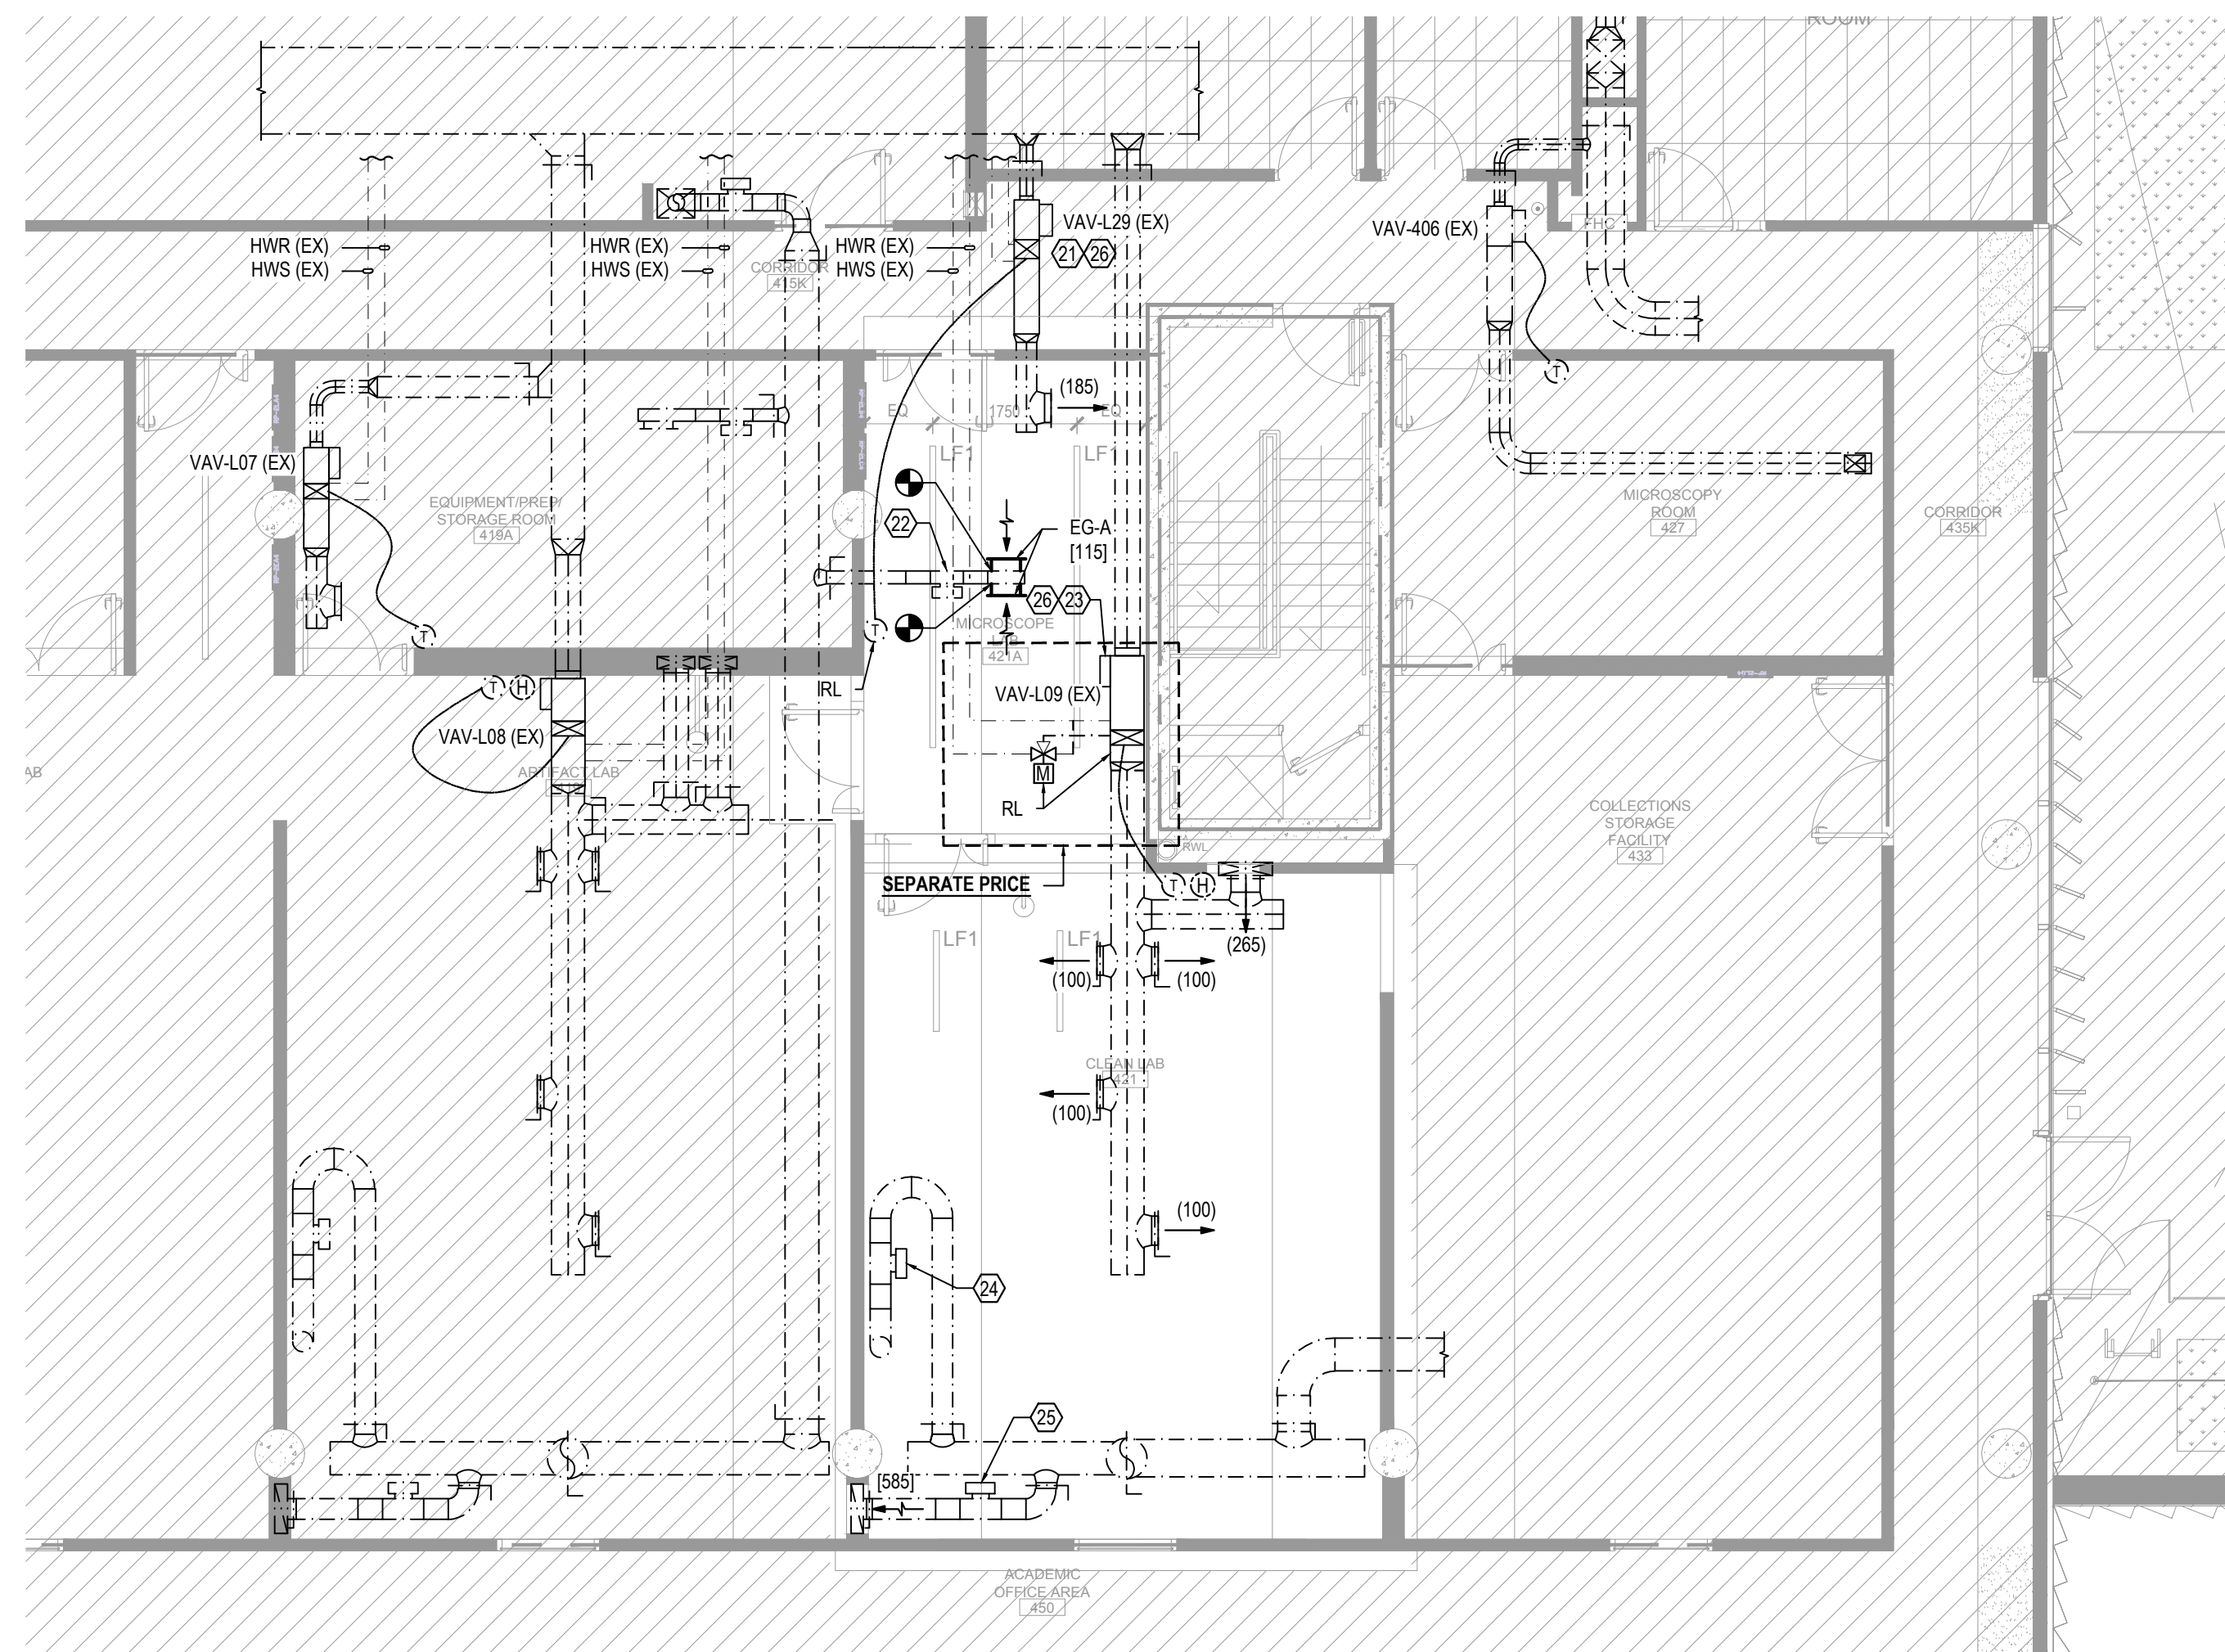 ROOM
VAV-L29 (EX)
21
26
VAV-406 (EX)
FHC
HWR (EX)
HWS (EX)
HWR (EX)
HWS (EX)
HWR (EX)
HWS (EX)
CORRIDOR
415K
T
(185)
EQ
1750
EQ
LF1
LF1
VAV-L07 (EX)
EQUIPMENT/PREP/
STORAGE ROOM
419A
22
EG-A
[115]
MICROSCOPY
ROOM
427
CORRIDOR
435K
26
23
T
T
MICROSCOPE
LAB
421A
T
H
RL
VAV-L09 (EX)
VAV-L08 (EX)
ARTIFACT LAB
AB
M
RL
COLLECTIONS
STORAGE
FACILITY
433
RWL
SEPARATE PRICE
T
H
(265)
LF1
LF1
(100)
(100)
CLEAN LAB
421
(100)
(100)
24
25
[585]
ACADEMIC
OFFICE AREA
450